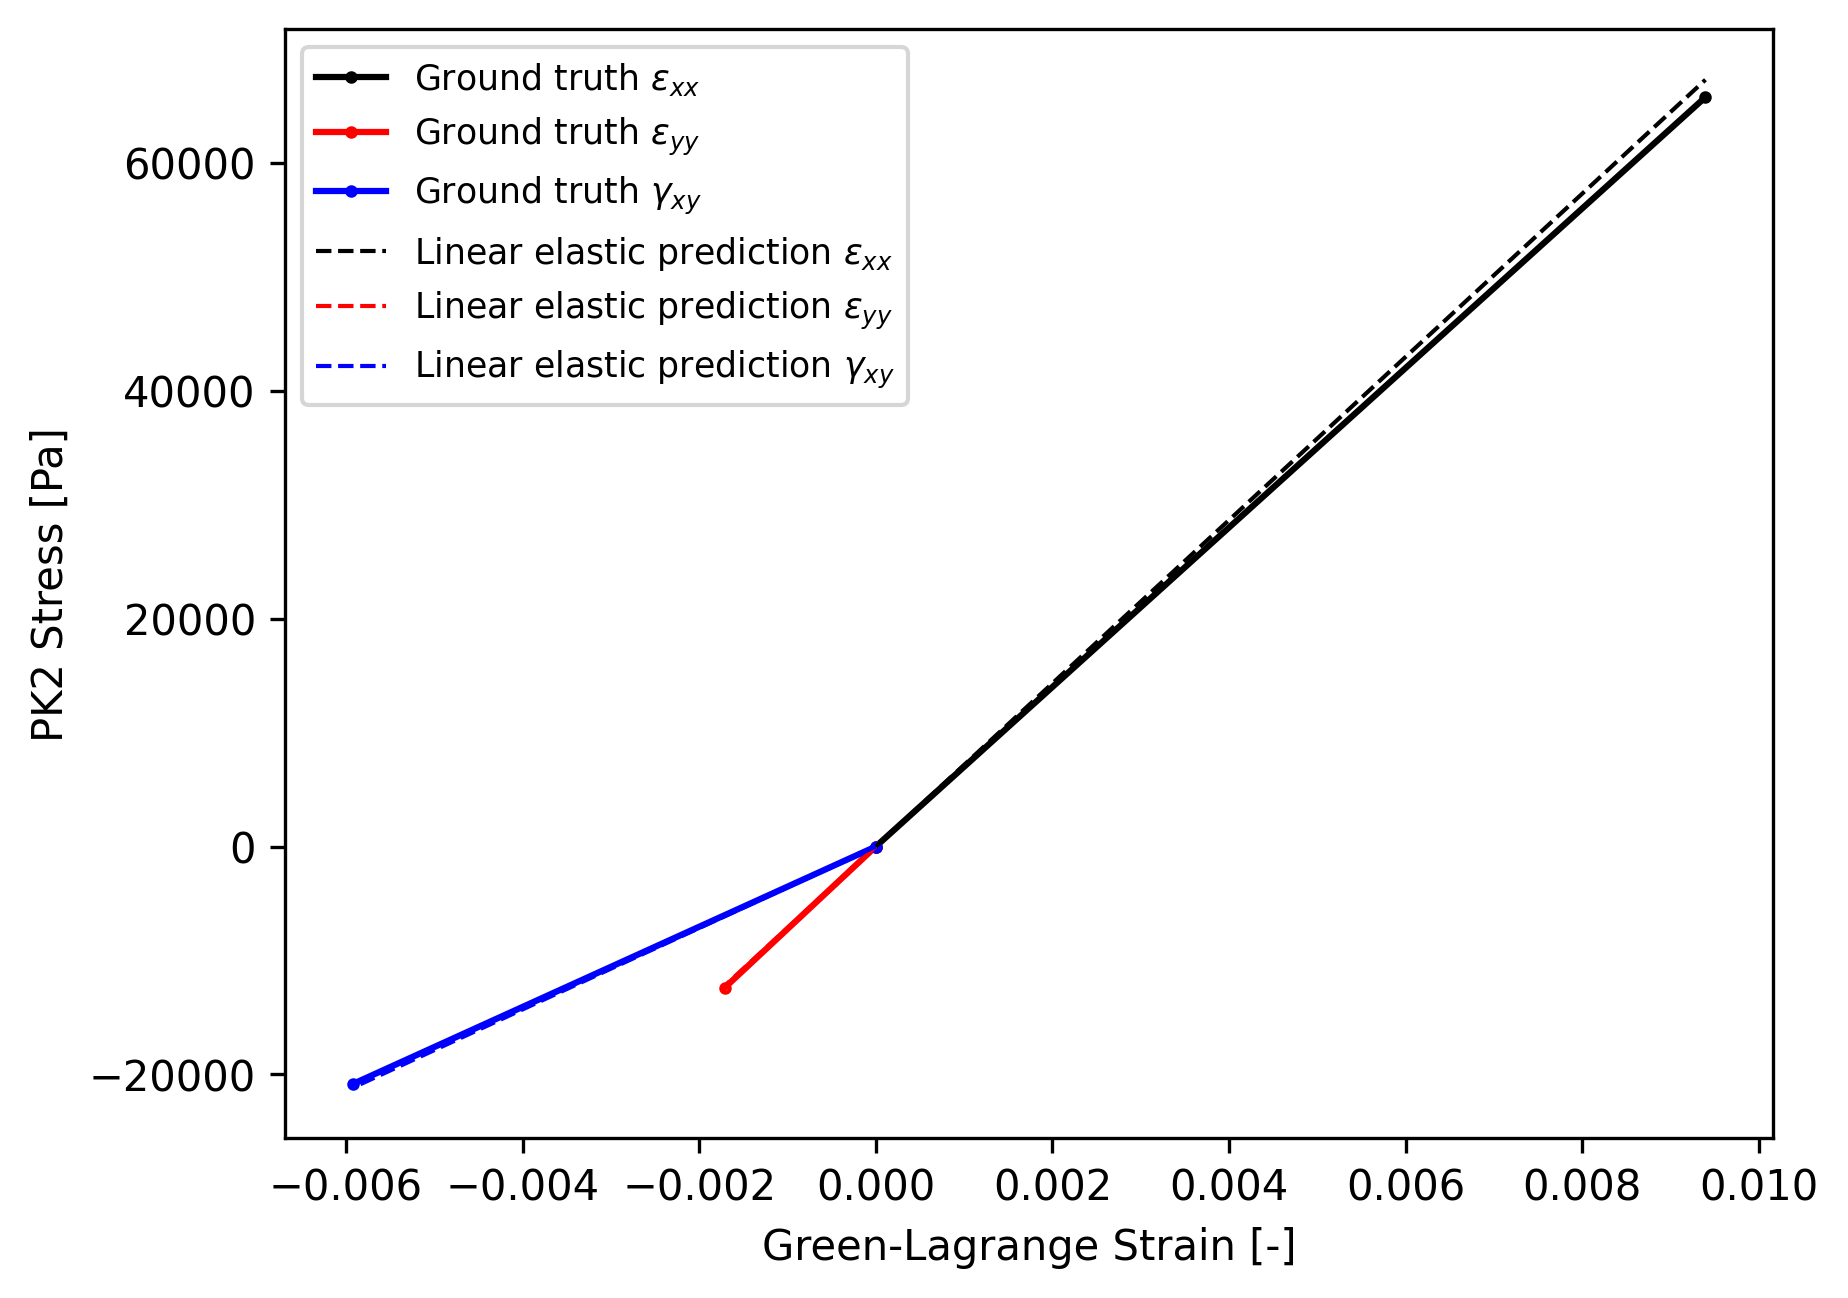 Ground truth εxx
Ground truth εyy
Ground truth γxy
Linear elastic prediction εxx
Linear elastic prediction εyy
Linear elastic prediction γxy
60000
40000
20000
0
−20000
PK2 Stress [Pa]
−0.006 −0.004 −0.002 0.000 0.002 0.004 0.006 0.008 0.010
Green-Lagrange Strain [-]